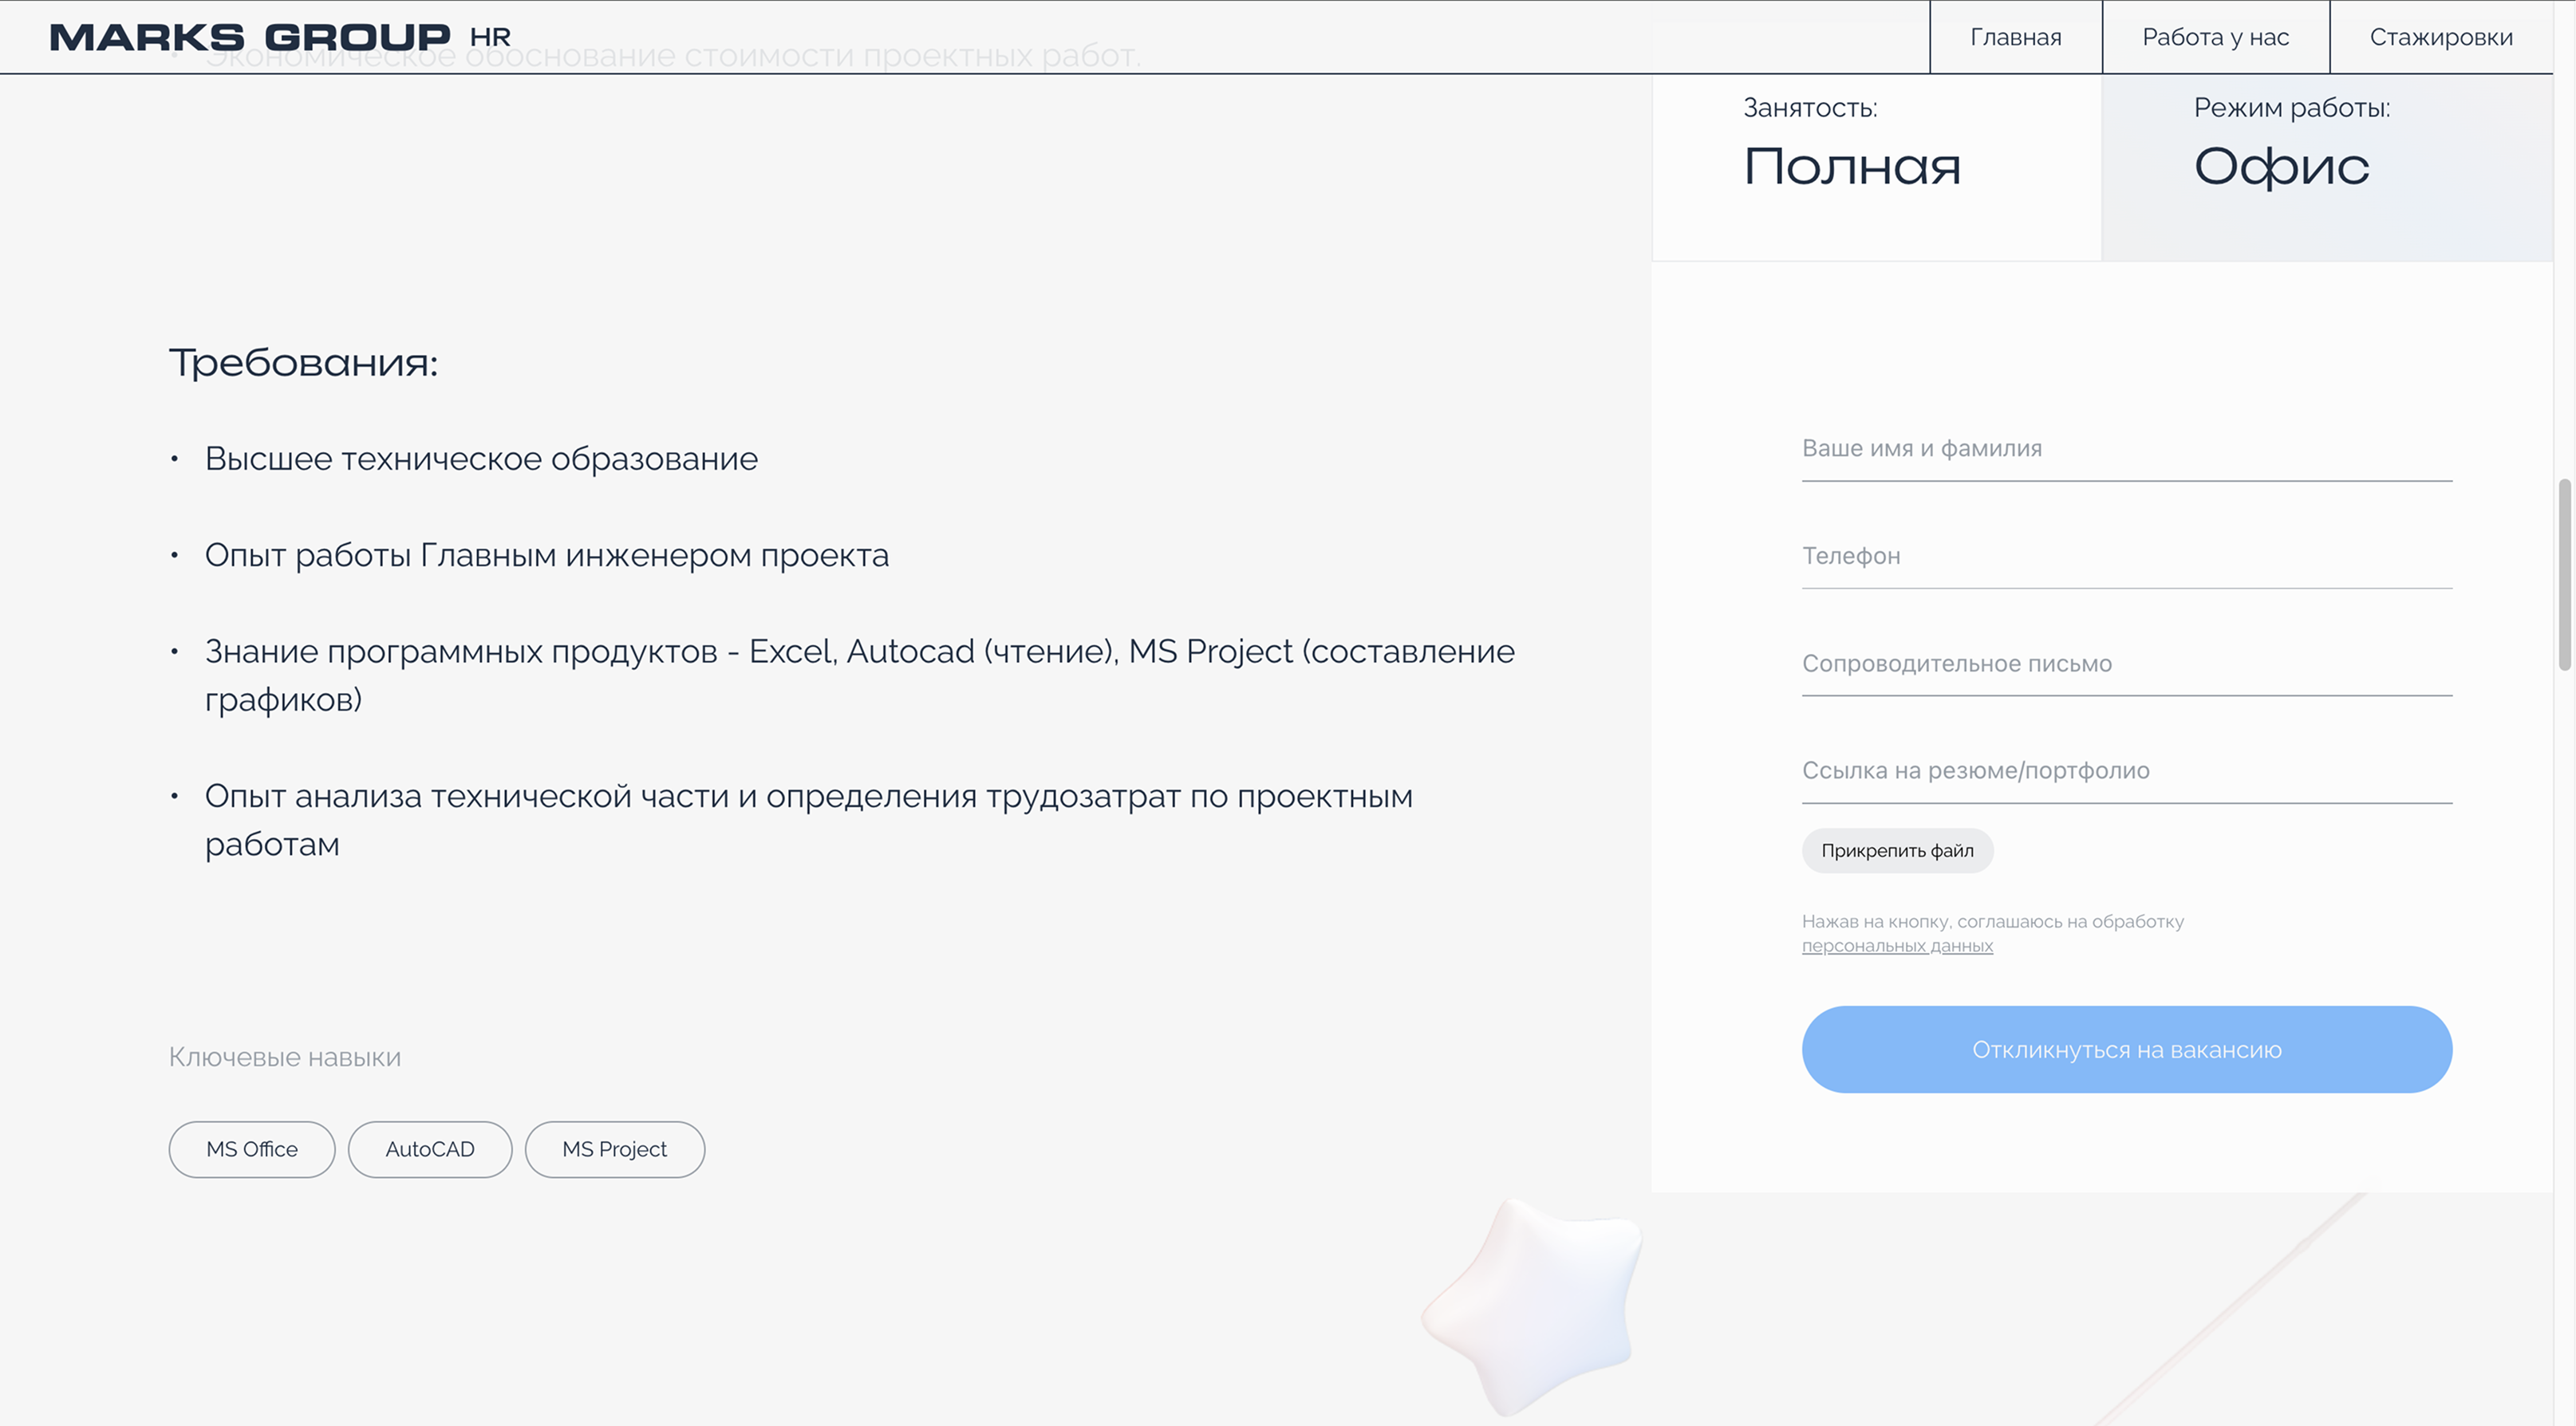 MARKS GROUP HR
Главная
Работа у нас
Стажировки
• Экономическое обоснование стоимости проектных работ.
Занятость:
Полная
Режим работы:
Офис
Требования:
• Высшее техническое образование
• Опыт работы Главным инженером проекта
• Знание программных продуктов - Excel, Autocad (чтение), MS Project (составление
графиков)
• Опыт анализа технической части и определения трудозатрат по проектным
работам
Ключевые навыки
MS Office
AutoCAD
MS Project
Ваше имя и фамилия
Телефон
Сопроводительное письмо
Ссылка на резюме/портфолио
Прикрепить файл
Нажав на кнопку, соглашаюсь на обработку
персональных данных
Откликнуться на вакансию